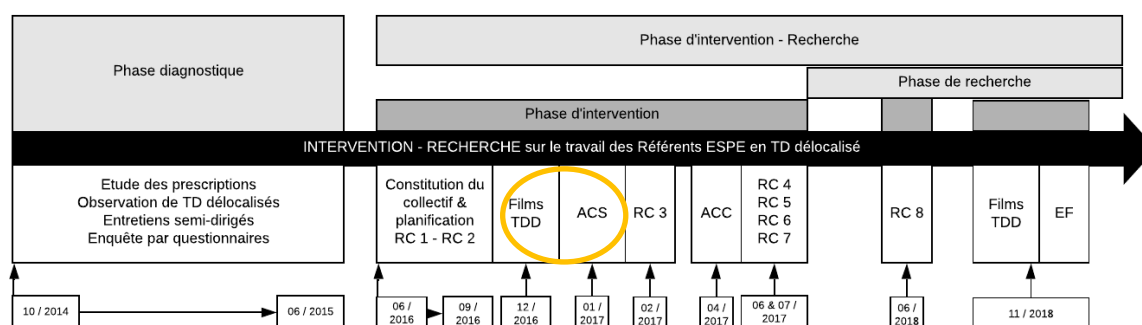 Phase d'intervention - Recherche
Phase diagnostique
Phase de recherche
Phase d'intervention
INTERVENTION - RECHERCHE sur le travail des Référents ESPE en TD délocalisé
Etude des prescriptions
Observation de TD délocalisés
Entretiens semi-dirigés
Enquête par questionnaires
Constitution du
collectif &
planification
RC 1 - RC 2
Films
TDD
ACS
RC 3
ACC
RC 4
RC 5
RC 6
RC 7
RC 8
Films
TDD
EF
10 / 2014
06 / 2015
06 /
2016
09 /
2016
12 /
2016
01 /
2017
02 /
2017
04 /
2017
06 & 07 /
2017
06 /
2018
11 / 2018